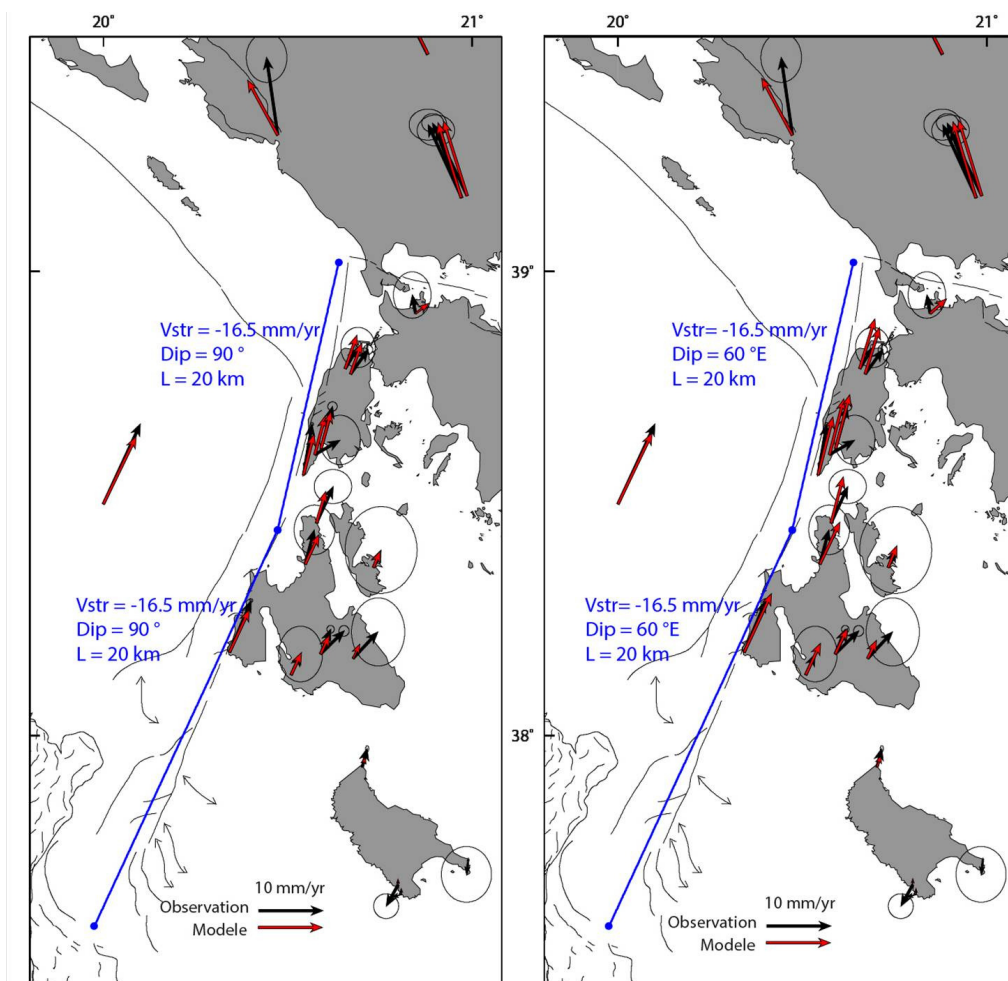 20°
21°
20°
21°
39°
Vstr = -16.5 mm/yr
Dip = 90 °
L = 20 km
Vstr= -16.5 mm/yr
Dip = 60 °E
L = 20 km
Vstr = -16.5 mm/yr
Dip = 90 °
L = 20 km
Vstr= -16.5 mm/yr
Dip = 60 °E
L = 20 km
38°
10 mm/yr
Observation
Modele
10 mm/yr
Observation
Modele